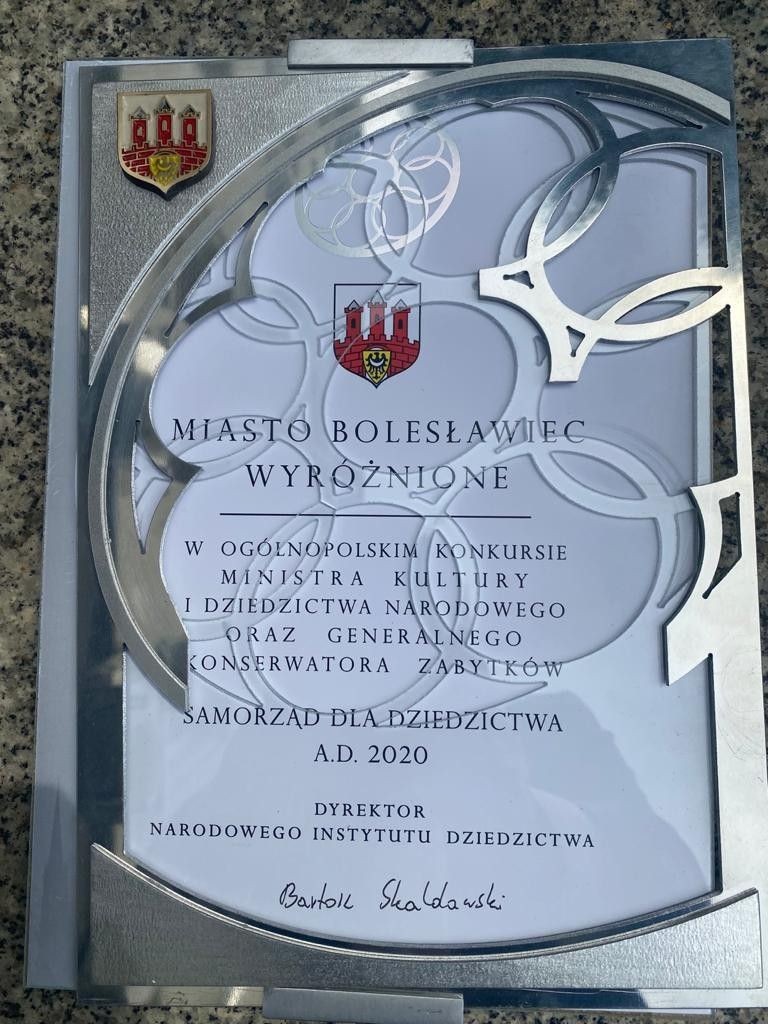 MIASTO BOLESŁAWIEC
WYRÓŻNIONE
W OGÓLNOPOLSKIM KONKURSIE
MINISTRA KULTURY
I DZIEDZICTWA NARODOWEGO
ORAZ GENERALNEGO
KONSERWATORA ZABYTKÓW
SAMORZĄD DLA DZIEDZICTWA
A.D. 2020
DYREKTOR
NARODOWEGO INSTYTUTU DZIEDZICTWA
Bartosz Skaldawski